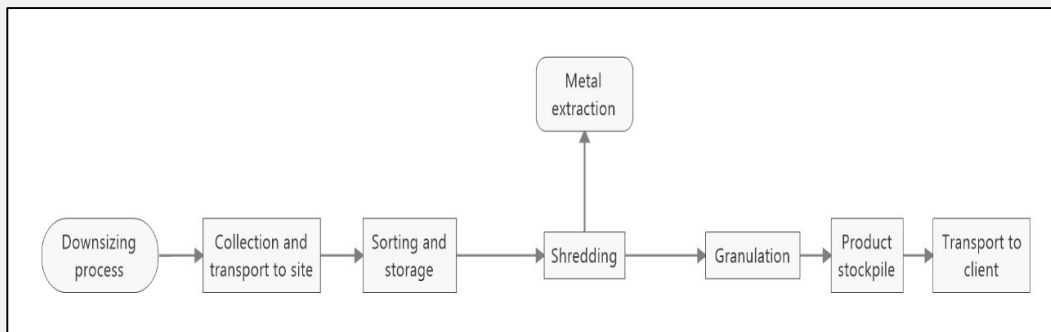 Metal
extraction
Downsizing
process
Collection and
transport to site
Sorting and
storage
Shredding
Granulation
Product
stockpile
Transport to
client